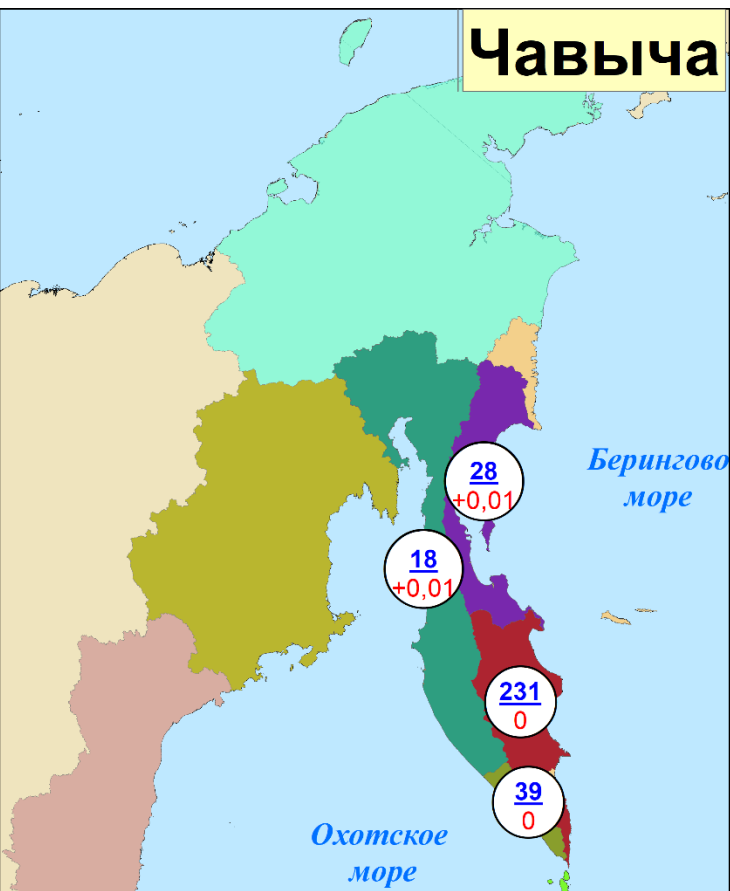 Чавыча
Берингово
море
28
+0,01
18
+0,01
231
0
39
0
Охотское
море